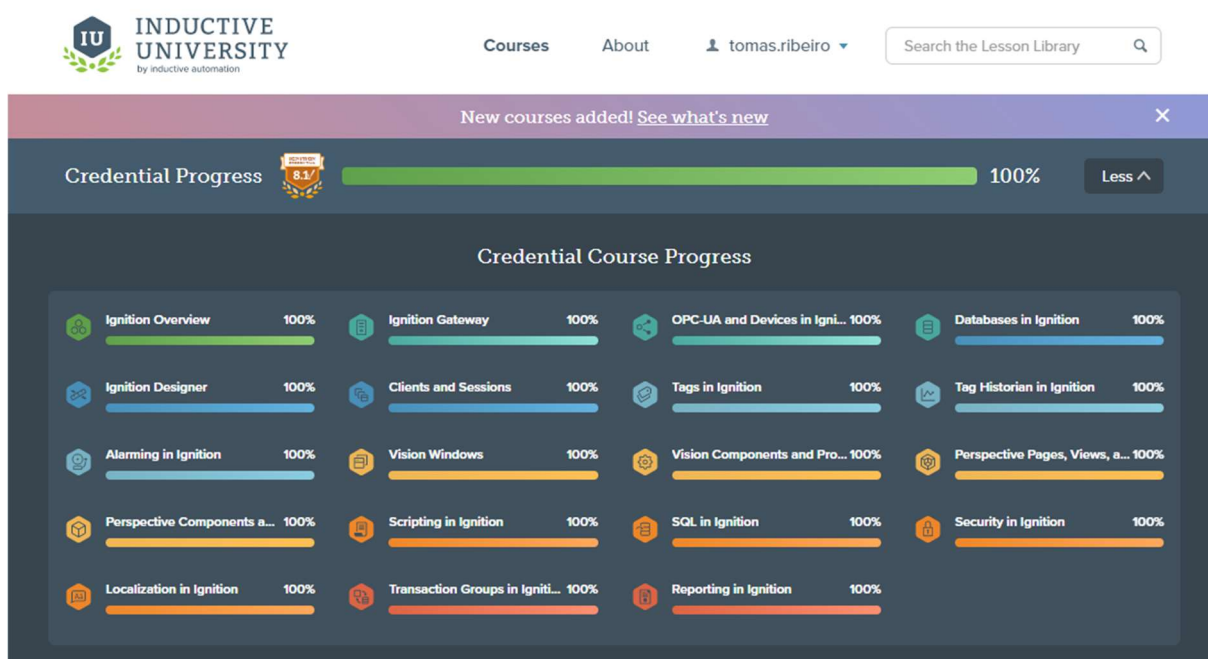 IU
INDUCTIVE
UNIVERSITY
by inductive automation
Courses
About
tomas.ribeiro
Search the Lesson Library
New courses added! See what's new
Credential Progress
8.1
100%
Less
Credential Course Progress
Ignition Overview 100%
Ignition Gateway 100%
OPC-UA and Devices in Igni... 100%
Databases in Ignition 100%
Ignition Designer 100%
Clients and Sessions 100%
Tags in Ignition 100%
Tag Historian in Ignition 100%
Alarming in Ignition 100%
Vision Windows 100%
Vision Components and Pro... 100%
Perspective Pages, Views, a... 100%
Perspective Components a... 100%
Scripting in Ignition 100%
SQL in Ignition 100%
Security in Ignition 100%
Localization in Ignition 100%
Transaction Groups in Igniti... 100%
Reporting in Ignition 100%